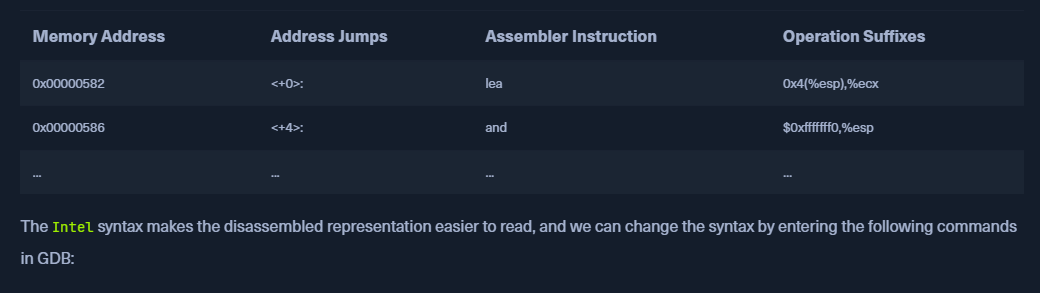 Memory Address Address Jumps Assembler Instruction Operation Suffixes
0x00000582 <+0>: lea 0x4(%esp),%ecx
0x00000586 <+4>: and $0xfffffff0,%esp
... ... ... ...
The Intel syntax makes the disassembled representation easier to read, and we can change the syntax by entering the following commands
in GDB: